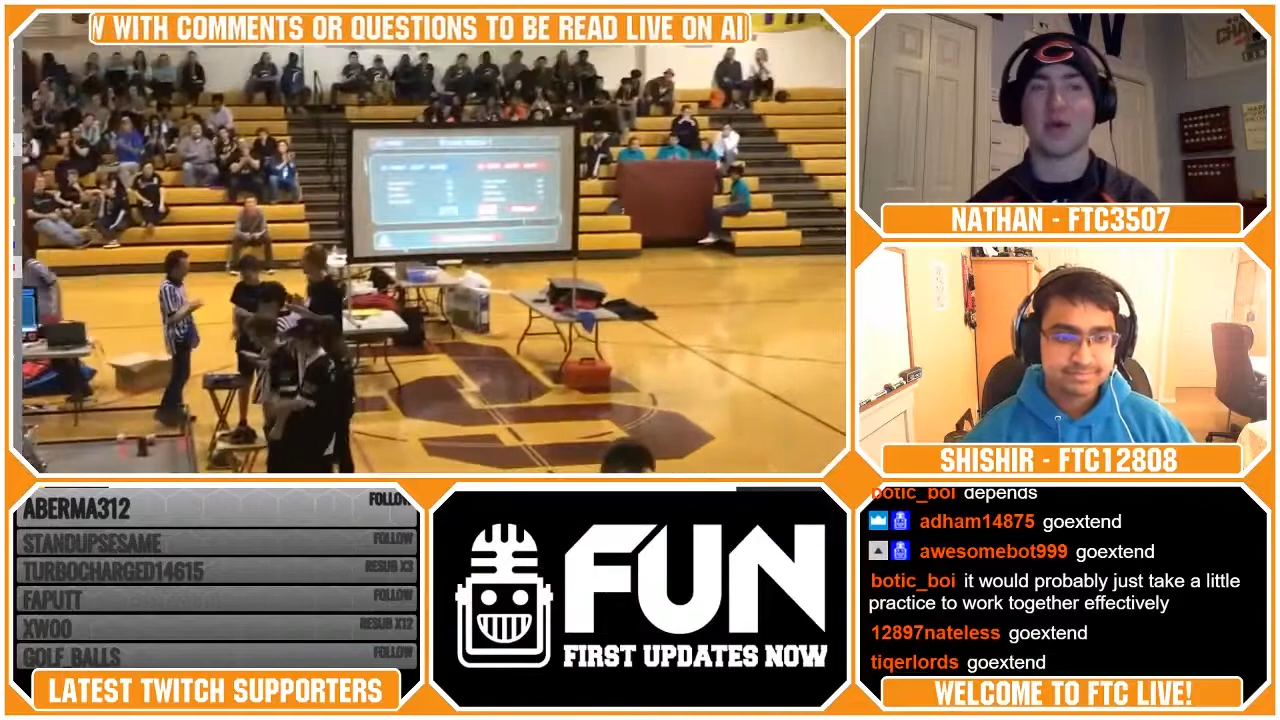 W WITH COMMENTS OR QUESTIONS TO BE READ LIVE ON AI
NATHAN - FTC3507
SHISHIR - FTC12808
ABERMA312 FOLLOW
STANDUPSESAME FOLLOW
TURBOCHARGED14615 RESUB X3
FAPUTT FOLLOW
XWOO RESUB X12
GOLF_BALLS FOLLOW
LATEST TWITCH SUPPORTERS
FUN
FIRST UPDATES NOW
botic_boi depends
adham14875 goextend
awesomebot999 goextend
botic_boi it would probably just take a little
practice to work together effectively
12897nateless goextend
tiqerlords goextend
WELCOME TO FTC LIVE!